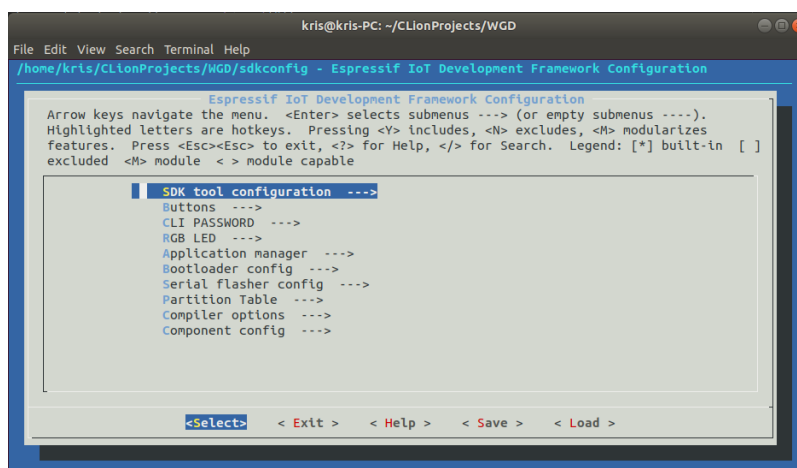 kris@kris-PC: ~/CLionProjects/WGD
File Edit View Search Terminal Help
/home/kris/CLionProjects/WGD/sdkconfig - Espressif IoT Development Framework Configuration
Espressif IoT Development Framework Configuration
Arrow keys navigate the menu. <Enter> selects submenus ---> (or empty submenus ----).
Highlighted letters are hotkeys. Pressing <Y> includes, <N> excludes, <M> modularizes
features. Press <Esc><Esc> to exit, <?> for Help, </> for Search. Legend: [*] built-in [ ]
excluded <M> module < > module capable
SDK tool configuration --->
Buttons --->
CLI PASSWORD --->
RGB LED --->
Application manager --->
Bootloader config --->
Serial flasher config --->
Partition Table --->
Compiler options --->
Component config --->
<Select> < Exit > < Help > < Save > < Load >